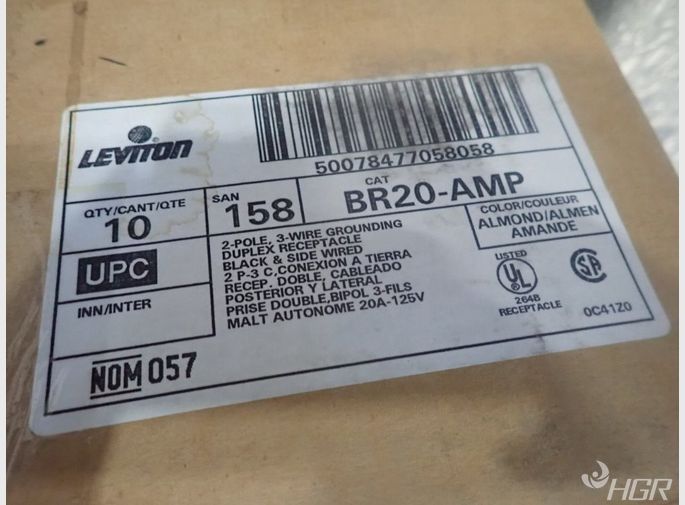 LEVITON
50078477058058
QTY/CANT/QTE
10
SAN
158
CAT
BR20-AMP
UPC
INN/INTER
2-POLE, 3-WIRE GROUNDING
DUPLEX RECEPTACLE
BLACK & SIDE WIRED
2 P-3 C,CONEXION A TIERRA
RECEP. DOBLE, CABLEADO
POSTERIOR Y LATERAL
PRISE DOUBLE,BIPOL 3-FILS
MALT AUTONOME 20A-125V
COLOR/COULEUR
ALMOND/ALMEN
AMANDE
LISTED
UL
264B
RECEPTACLE
SA
0C41Z0
NOM 057
HGR